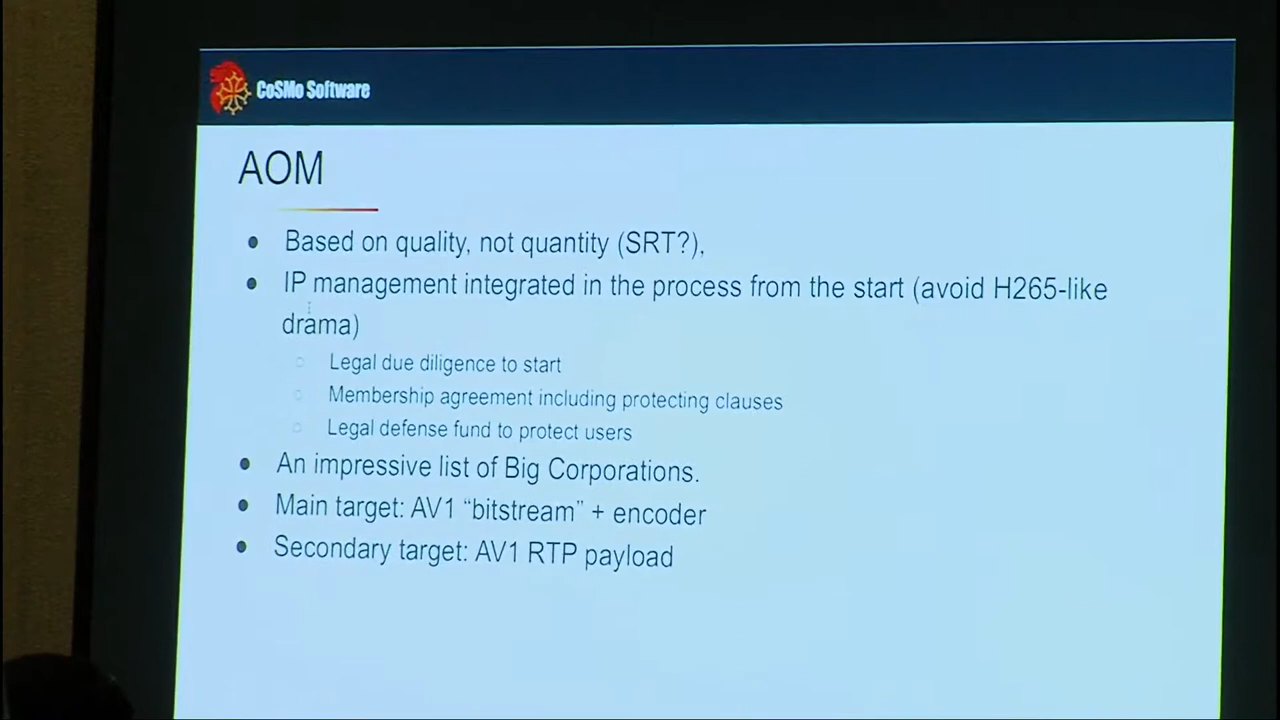 CoSMo Software
AOM
● Based on quality, not quantity (SRT?),
● IP management integrated in the process from the start (avoid H265-like
drama)
○ Legal due diligence to start
○ Membership agreement including protecting clauses
○ Legal defense fund to protect users
● An impressive list of Big Corporations.
● Main target: AV1 “bitstream” + encoder
● Secondary target: AV1 RTP payload